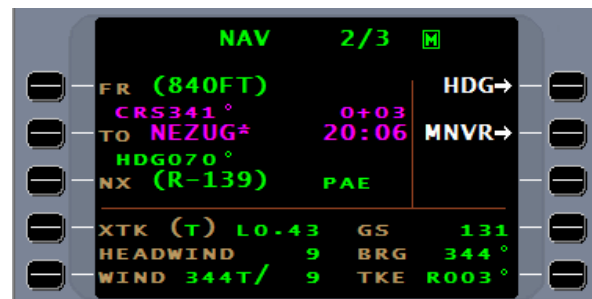 NAV 2/3 M
FR (840FT) HDG→
CRS341° 0+03
TO NEZUG* 20:06 MNVR→
HDG070°
NX (R-139) PAE
XTK (T) L0.43 GS 131
HEADWIND 9 BRG 344°
WIND 344T/ 9 TKE R003°